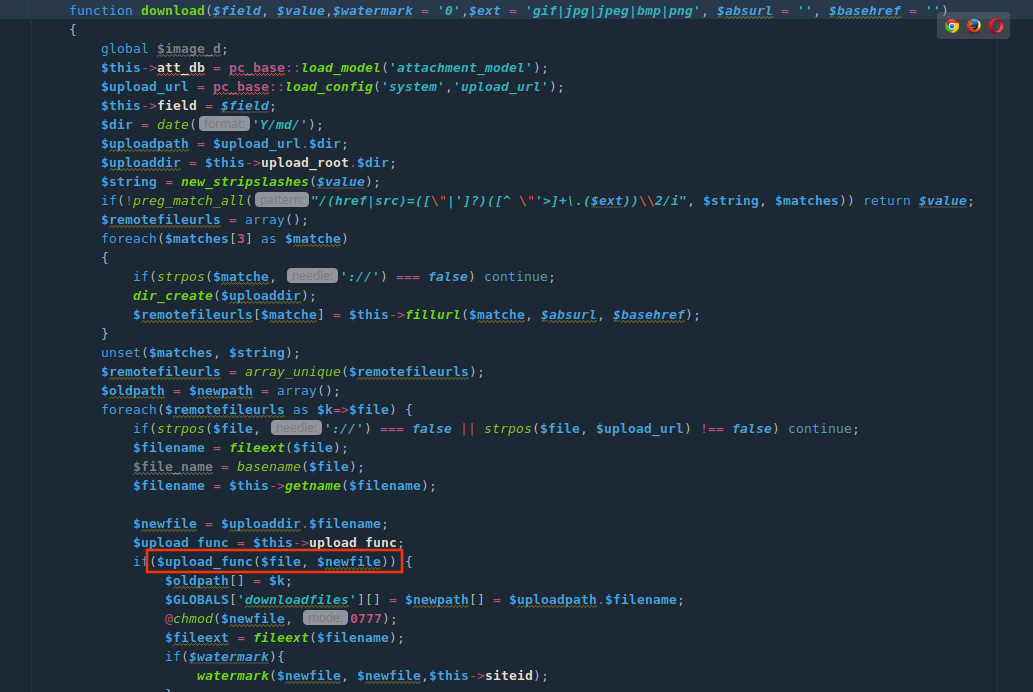 function download($field, $value,$watermark = '0',$ext = 'gif|jpg|jpeg|bmp|png', $absurl = '', $basehref = '')
{
global $image_d;
$this->att_db = pc_base::load_model('attachment_model');
$upload_url = pc_base::load_config('system','upload_url');
$this->field = $field;
$dir = date( format: 'Y/md/');
$uploadpath = $upload_url.$dir;
$uploaddir = $this->upload_root.$dir;
$string = new_stripslashes($value);
if(!preg_match_all( pattern: "/(href|src)=([\"|']?)([^ \"'>]+\.($ext))\\2/i", $string, $matches)) return $value;
$remotefileurls = array();
foreach($matches[3] as $matche)
{
if(strpos($matche, needle: '://') === false) continue;
dir_create($uploaddir);
$remotefileurls[$matche] = $this->fillurl($matche, $absurl, $basehref);
}
unset($matches, $string);
$remotefileurls = array_unique($remotefileurls);
$oldpath = $newpath = array();
foreach($remotefileurls as $k=>$file) {
if(strpos($file, needle: '://') === false || strpos($file, $upload_url) !== false) continue;
$filename = fileext($file);
$file_name = basename($file);
$filename = $this->getname($filename);
$newfile = $uploaddir.$filename;
$upload_func = $this->upload_func;
if($upload_func($file, $newfile)) {
$oldpath[] = $k;
$GLOBALS['downloadfiles'][] = $newpath[] = $uploadpath.$filename;
@chmod($newfile, mode: 0777);
$fileext = fileext($filename);
if($watermark){
watermark($newfile, $newfile,$this->siteid);
}